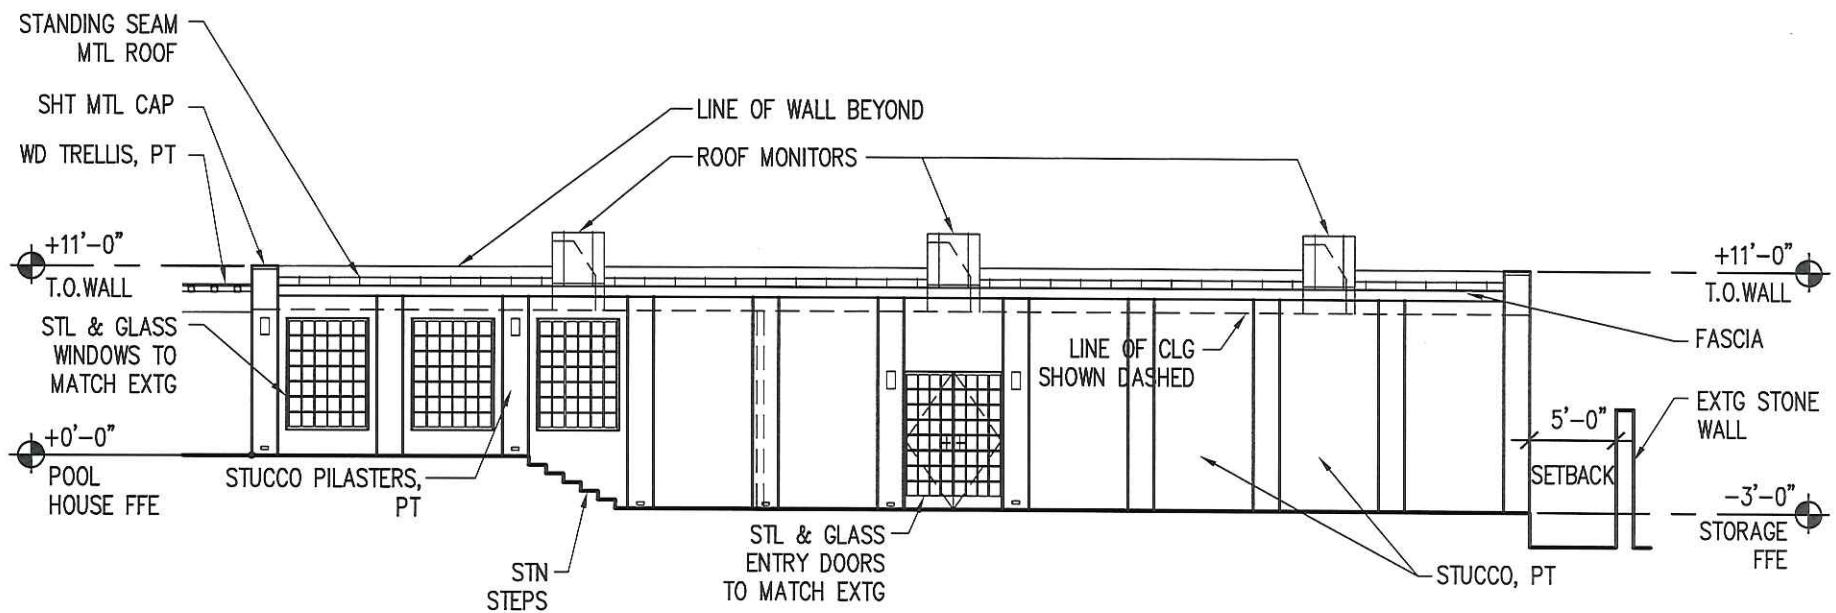 STANDING SEAM
MTL ROOF
SHT MTL CAP
WD TRELLIS, PT
LINE OF WALL BEYOND
ROOF MONITORS
+11'-0"
T.O.WALL
+11'-0"
T.O.WALL
STL & GLASS
WINDOWS TO
MATCH EXTG
LINE OF CLG
SHOWN DASHED
FASCIA
EXTG STONE
WALL
5'-0"
SETBACK
+0'-0"
POOL
HOUSE FFE
STUCCO PILASTERS,
PT
-3'-0"
STORAGE
FFE
STN
STEPS
STL & GLASS
ENTRY DOORS
TO MATCH EXTG
STUCCO, PT